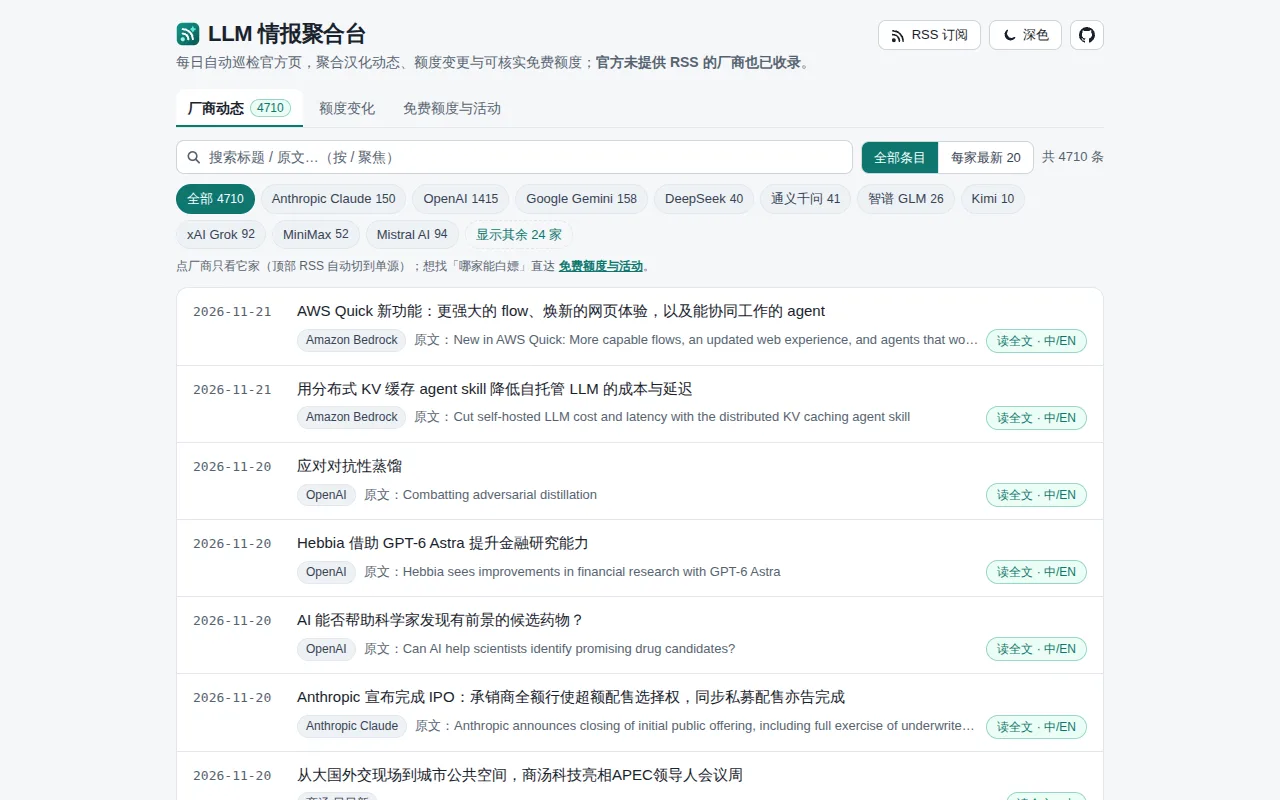 LLM 情报聚合台
RSS 订阅
深色
每日自动巡检官方页，聚合汉化动态、额度变更与可核实免费额度；官方未提供 RSS 的厂商也已收录。
厂商动态 4710 额度变化 免费额度与活动
搜索标题 / 原文…（按 / 聚焦）
全部条目 每家最新 20 共 4710 条
全部 4710 Anthropic Claude 150 OpenAI 1415 Google Gemini 158 DeepSeek 40 通义千问 41 智谱 GLM 26 Kimi 10
xAI Grok 92 MiniMax 52 Mistral AI 94 显示其余 24 家
点厂商只看它家（顶部 RSS 自动切到单源）；想找「哪家能白嫖」直达 免费额度与活动。
2026-11-21 AWS Quick 新功能：更强大的 flow、焕新的网页体验，以及能协同工作的 agent
Amazon Bedrock 原文：New in AWS Quick: More capable flows, an updated web experience, and agents that wo… 读全文 · 中/EN
2026-11-21 用分布式 KV 缓存 agent skill 降低自托管 LLM 的成本与延迟
Amazon Bedrock 原文：Cut self-hosted LLM cost and latency with the distributed KV caching agent skill 读全文 · 中/EN
2026-11-20 应对对抗性蒸馏
OpenAI 原文：Combatting adversarial distillation 读全文 · 中/EN
2026-11-20 Hebbia 借助 GPT-6 Astra 提升金融研究能力
OpenAI 原文：Hebbia sees improvements in financial research with GPT-6 Astra 读全文 · 中/EN
2026-11-20 AI 能否帮助科学家发现有前景的候选药物？
OpenAI 原文：Can AI help scientists identify promising drug candidates? 读全文 · 中/EN
2026-11-20 Anthropic 宣布完成 IPO：承销商全额行使超额配售选择权，同步私募配售亦告完成
Anthropic Claude 原文：Anthropic announces closing of initial public offering, including full exercise of underwrite… 读全文 · 中/EN
2026-11-20 从大国外交现场到城市公共空间，商汤科技亮相APEC领导人会议周